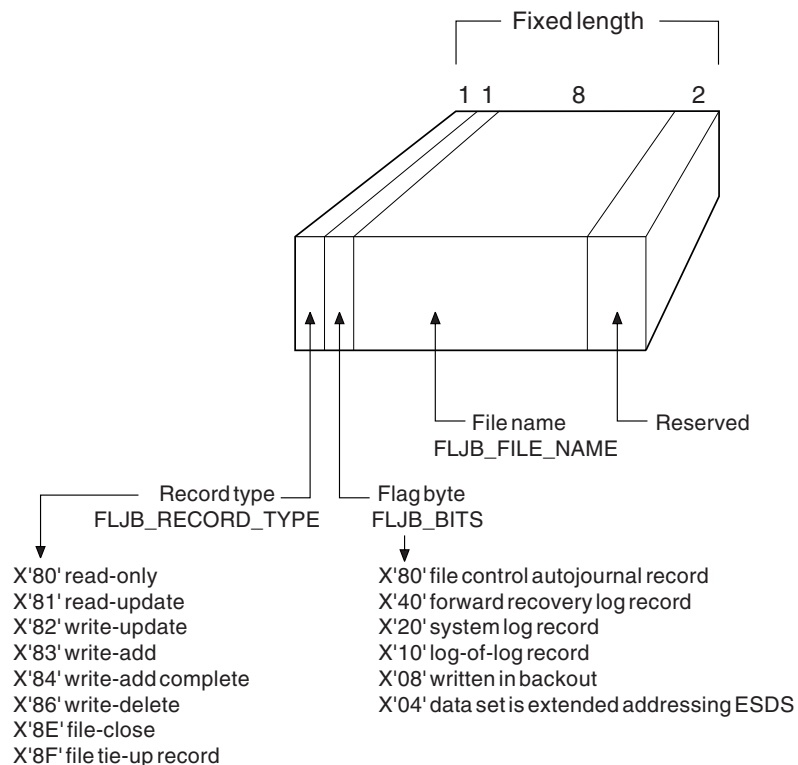 Fixed length
1 1 8 2
File name
FLJB_FILE_NAME
Reserved
Record type
FLJB_RECORD_TYPE
Flag byte
FLJB_BITS
X'80' read-only
X'81' read-update
X'82' write-update
X'83' write-add
X'84' write-add complete
X'86' write-delete
X'8E' file-close
X'8F' file tie-up record
X'80' file control autojournal record
X'40' forward recovery log record
X'20' system log record
X'10' log-of-log record
X'08' written in backout
X'04' data set is extended addressing ESDS